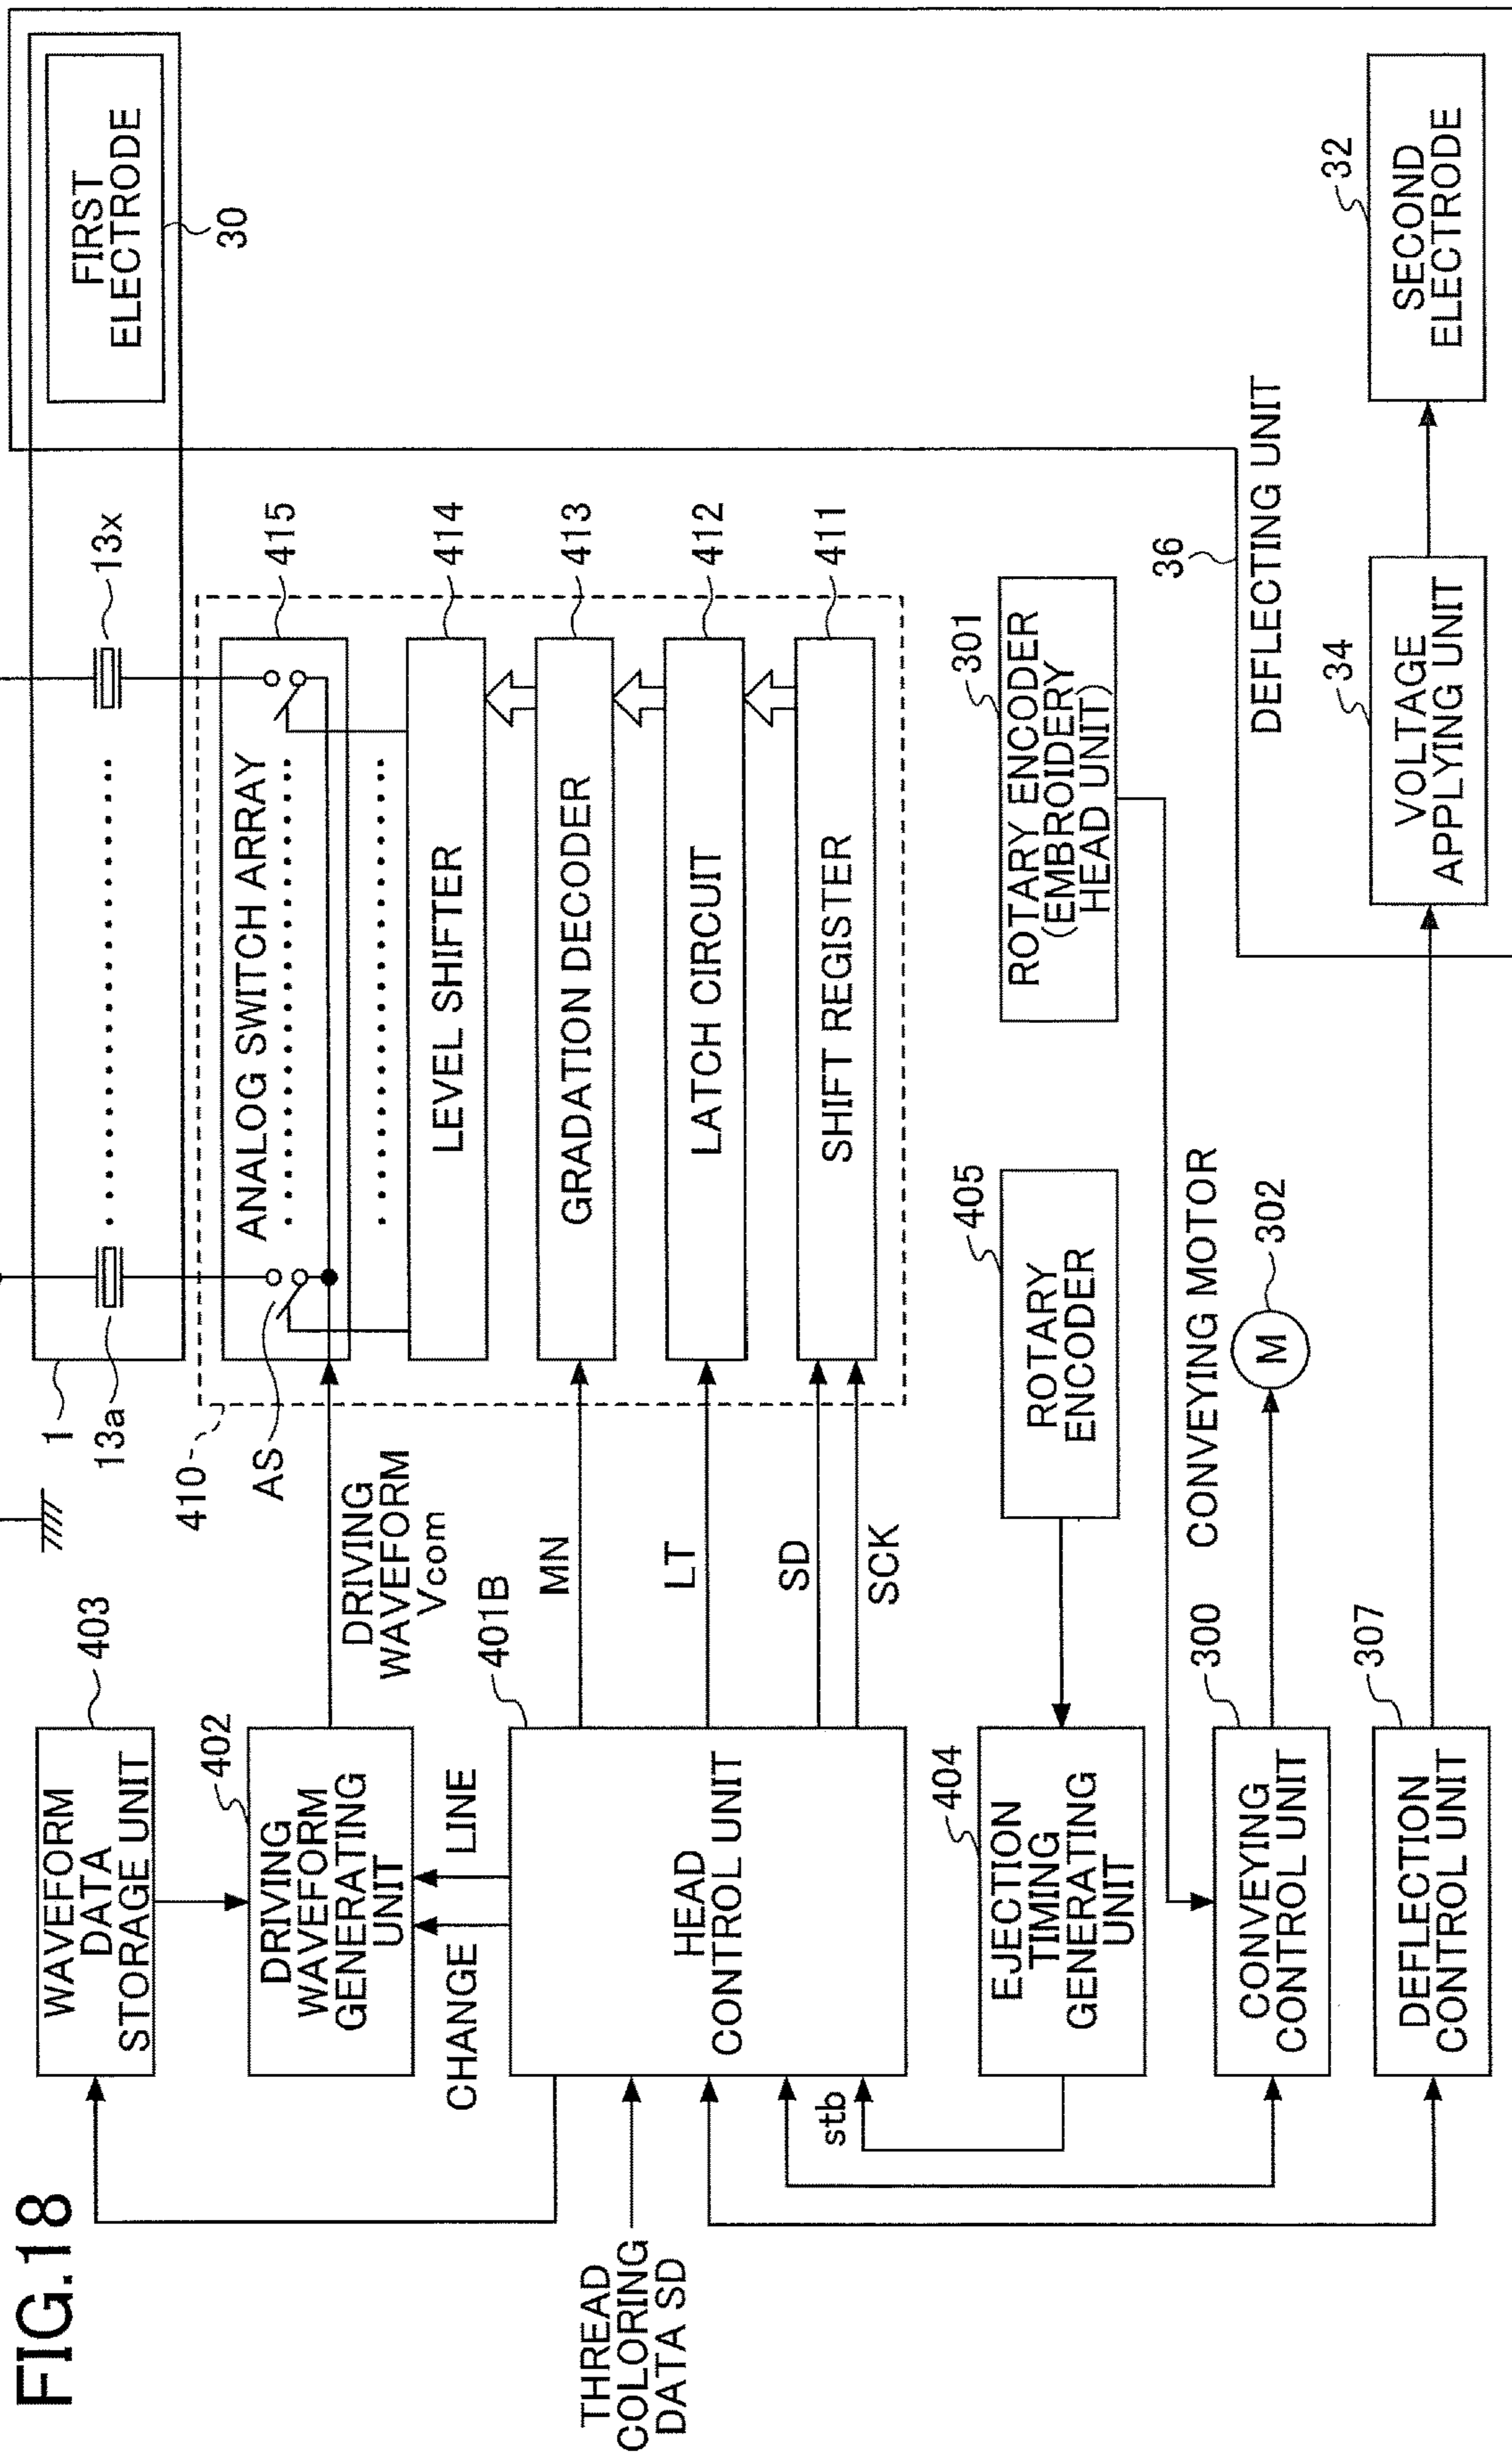 FIG.18
WAVEFORM
DATA
STORAGE UNIT
403
1
13a
13x
FIRST
ELECTRODE
30
402
DRIVING
WAVEFORM
GENERATING
UNIT
DRIVING
WAVEFORM
Vcom
410
AS
ANALOG SWITCH ARRAY
415
LEVEL SHIFTER
414
CHANGE
LINE
401B
MN
GRADATION DECODER
413
THREAD
COLORING
DATA SD
HEAD
CONTROL UNIT
LT
LATCH CIRCUIT
412
SD
SCK
SHIFT REGISTER
411
stb
404
EJECTION
TIMING
GENERATING
UNIT
405
ROTARY
ENCODER
301
ROTARY ENCODER
(EMBROIDERY
HEAD UNIT)
300
CONVEYING
CONTROL UNIT
CONVEYING MOTOR
M
302
36
DEFLECTING UNIT
307
DEFLECTION
CONTROL UNIT
34
VOLTAGE
APPLYING UNIT
32
SECOND
ELECTRODE